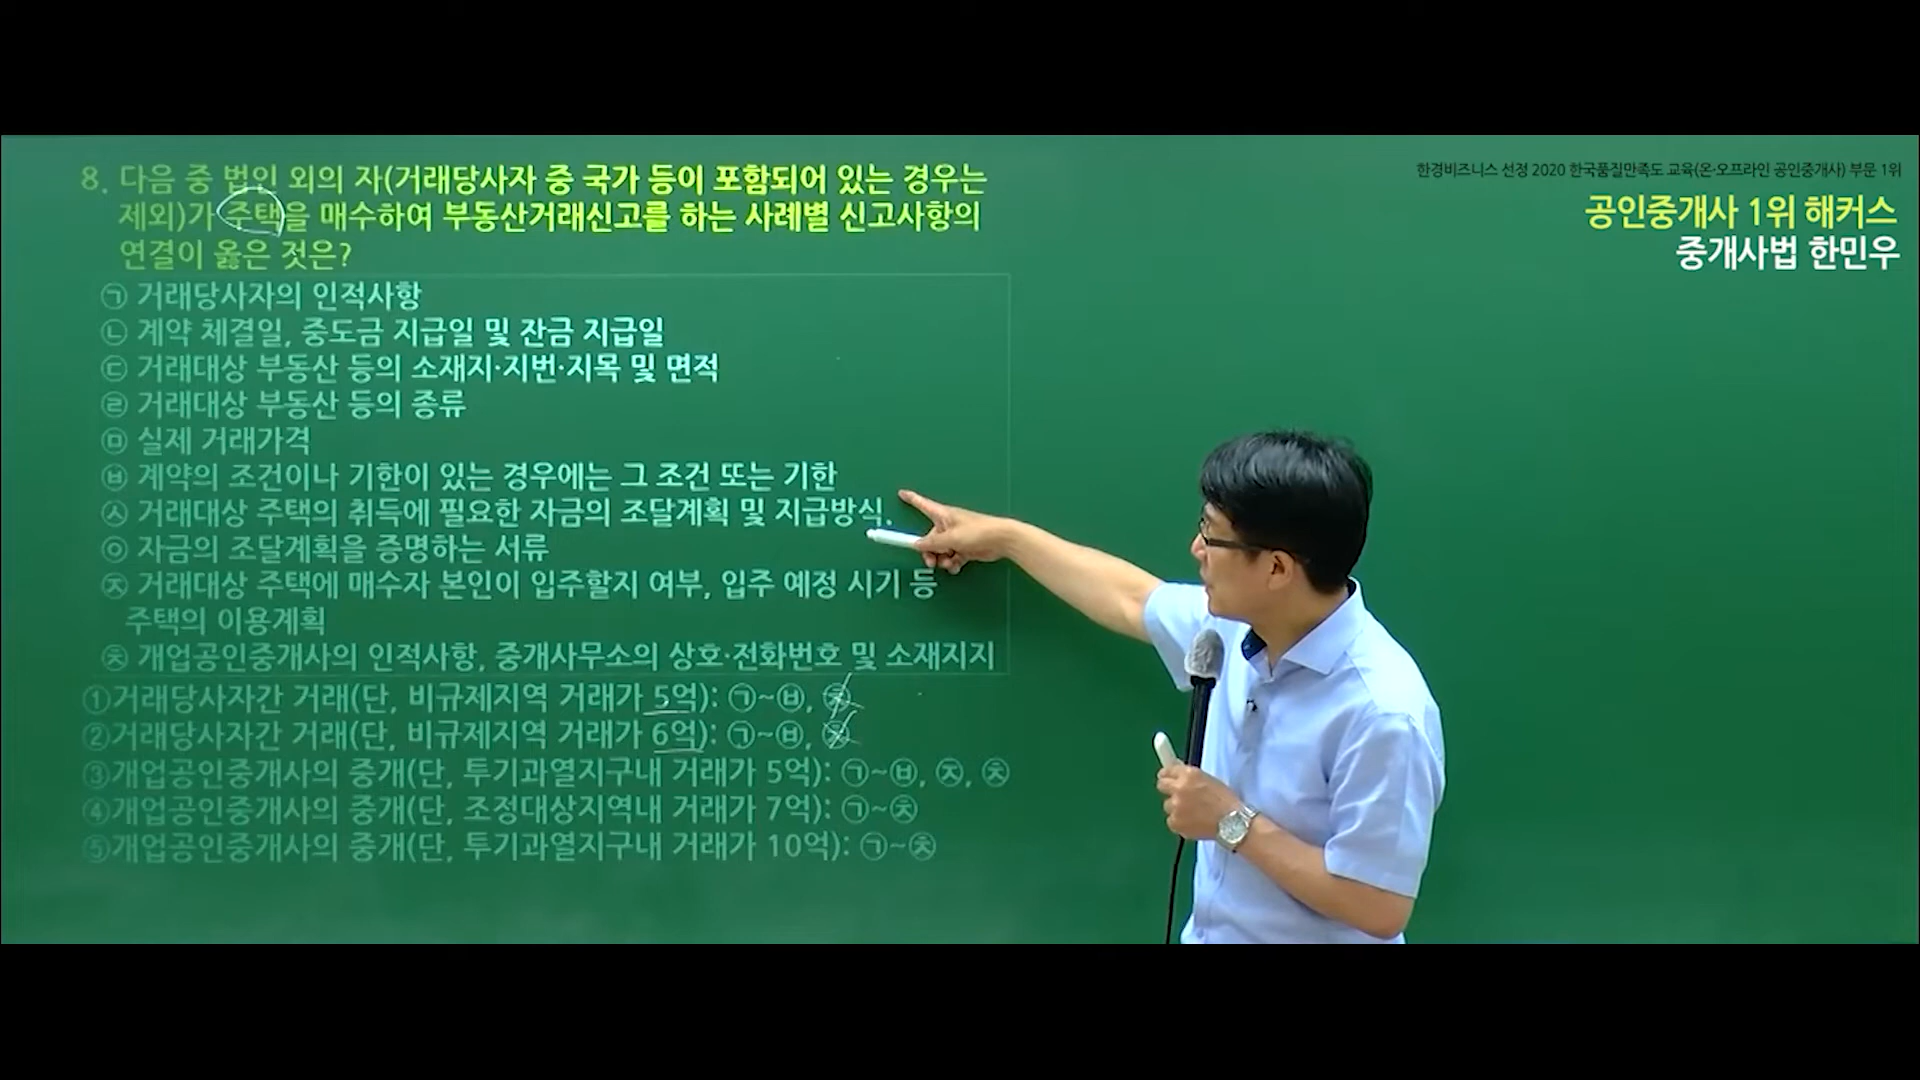 한경비즈니스 선정 2020 한국품질만족도 교육(온·오프라인 공인중개사) 부문 1위
공인중개사 1위 해커스
중개사법 한민우
8. 다음 중 법인 외의 자(거래당사자 중 국가 등이 포함되어 있는 경우는
제외)가 주택을 매수하여 부동산거래신고를 하는 사례별 신고사항의
연결이 옳은 것은?
㉠ 거래당사자의 인적사항
㉡ 계약 체결일, 중도금 지급일 및 잔금 지급일
㉢ 거래대상 부동산 등의 소재지·지번·지목 및 면적
㉣ 거래대상 부동산 등의 종류
㉤ 실제 거래가격
㉥ 계약의 조건이나 기한이 있는 경우에는 그 조건 또는 기한
㉦ 거래대상 주택의 취득에 필요한 자금의 조달계획 및 지급방식.
㉧ 자금의 조달계획을 증명하는 서류
㉨ 거래대상 주택에 매수자 본인이 입주할지 여부, 입주 예정 시기 등
주택의 이용계획
㉩ 개업공인중개사의 인적사항, 중개사무소의 상호·전화번호 및 소재지지
①거래당사자간 거래(단, 비규제지역 거래가 5억): ㉠~㉥, ㉩
②거래당사자간 거래(단, 비규제지역 거래가 6억): ㉠~㉥, ㉨
③개업공인중개사의 중개(단, 투기과열지구내 거래가 5억): ㉠~㉥, ㉨, ㉩
④개업공인중개사의 중개(단, 조정대상지역내 거래가 7억): ㉠~㉩
⑤개업공인중개사의 중개(단, 투기과열지구내 거래가 10억): ㉠~㉩